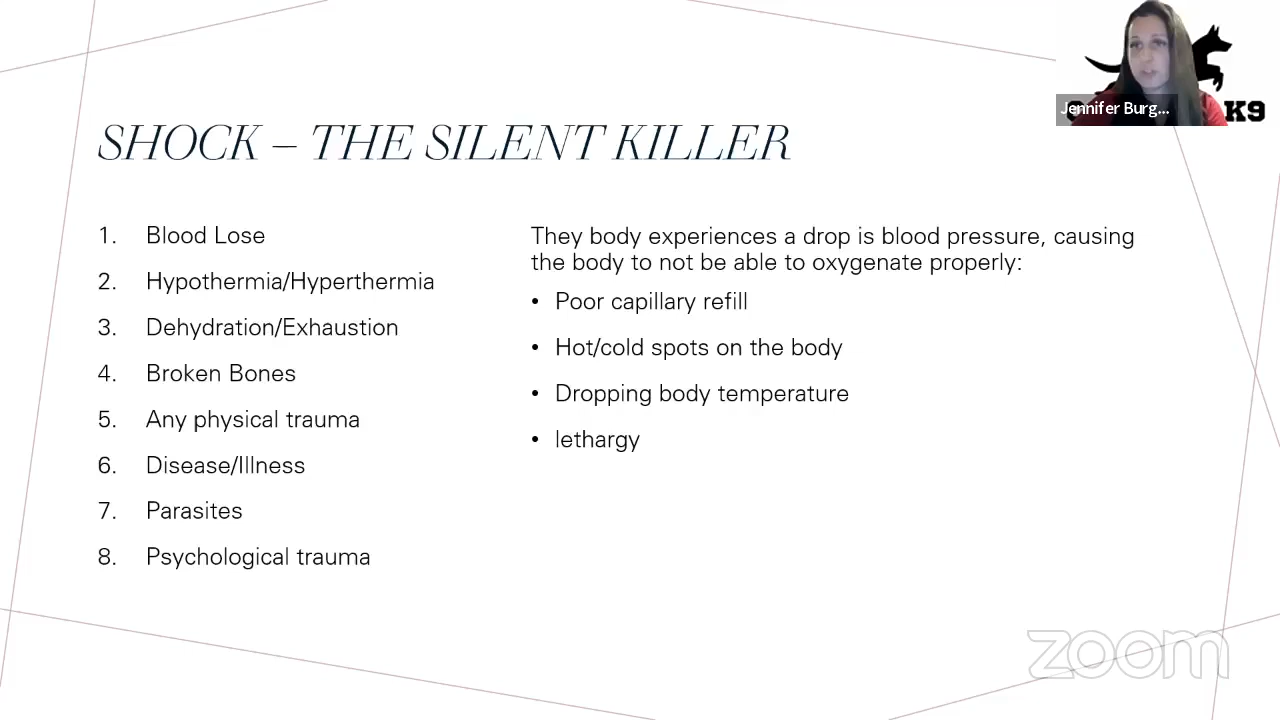 Jennifer Burg...
K9
SHOCK – THE SILENT KILLER
1. Blood Lose
2. Hypothermia/Hyperthermia
3. Dehydration/Exhaustion
4. Broken Bones
5. Any physical trauma
6. Disease/Illness
7. Parasites
8. Psychological trauma
They body experiences a drop is blood pressure, causing
the body to not be able to oxygenate properly:
• Poor capillary refill
• Hot/cold spots on the body
• Dropping body temperature
• lethargy
zoom